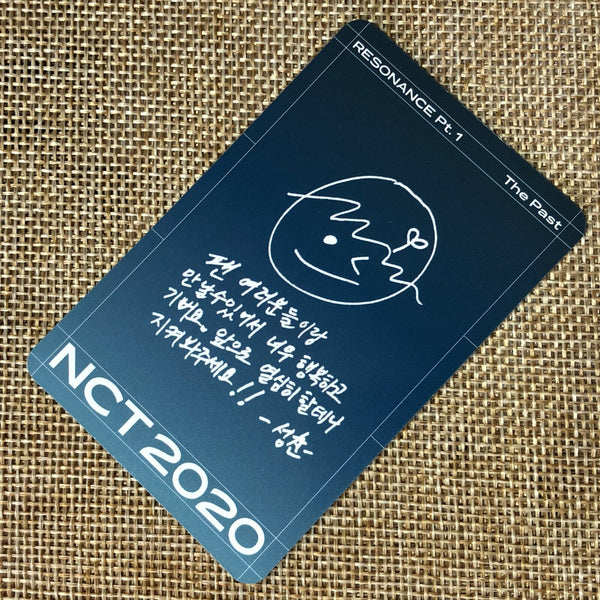 RESONANCE Pt. 1
The Past
팬 여러분들이랑
만날수있어서 너무 행복하고
기뻐요, 앞으로 열심히 할테니
지켜봐주세요!!
- 성찬-
NCT 2020